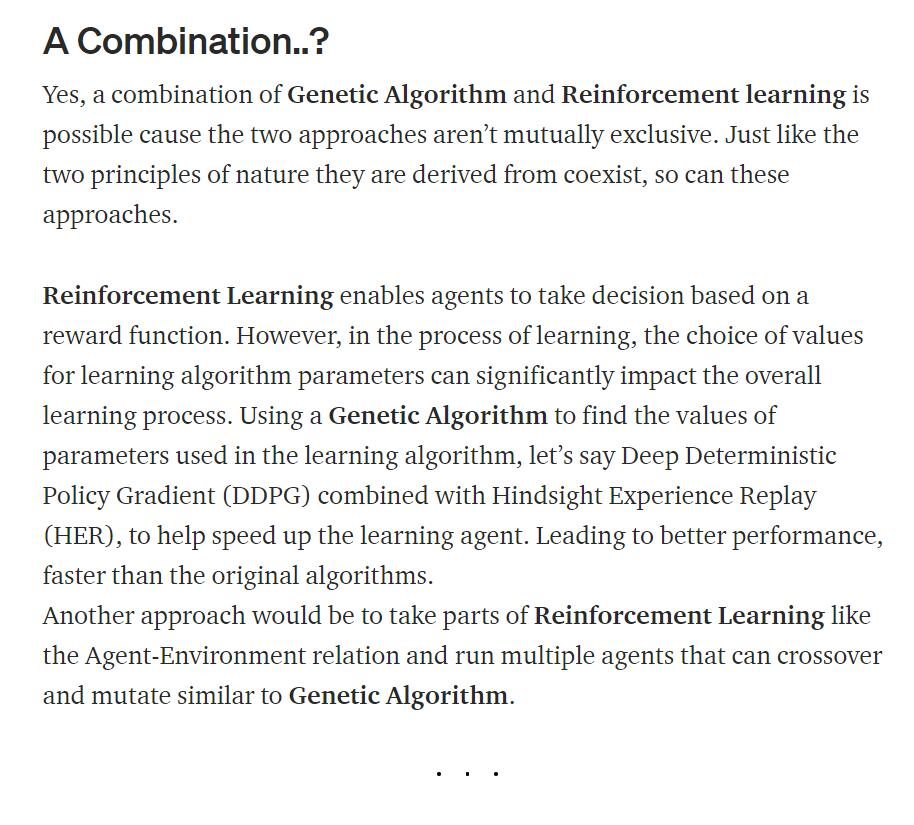 A Combination..?
Yes, a combination of Genetic Algorithm and Reinforcement learning is
possible cause the two approaches aren’t mutually exclusive. Just like the
two principles of nature they are derived from coexist, so can these
approaches.
Reinforcement Learning enables agents to take decision based on a
reward function. However, in the process of learning, the choice of values
for learning algorithm parameters can significantly impact the overall
learning process. Using a Genetic Algorithm to find the values of
parameters used in the learning algorithm, let’s say Deep Deterministic
Policy Gradient (DDPG) combined with Hindsight Experience Replay
(HER), to help speed up the learning agent. Leading to better performance,
faster than the original algorithms.
Another approach would be to take parts of Reinforcement Learning like
the Agent-Environment relation and run multiple agents that can crossover
and mutate similar to Genetic Algorithm.
. . .